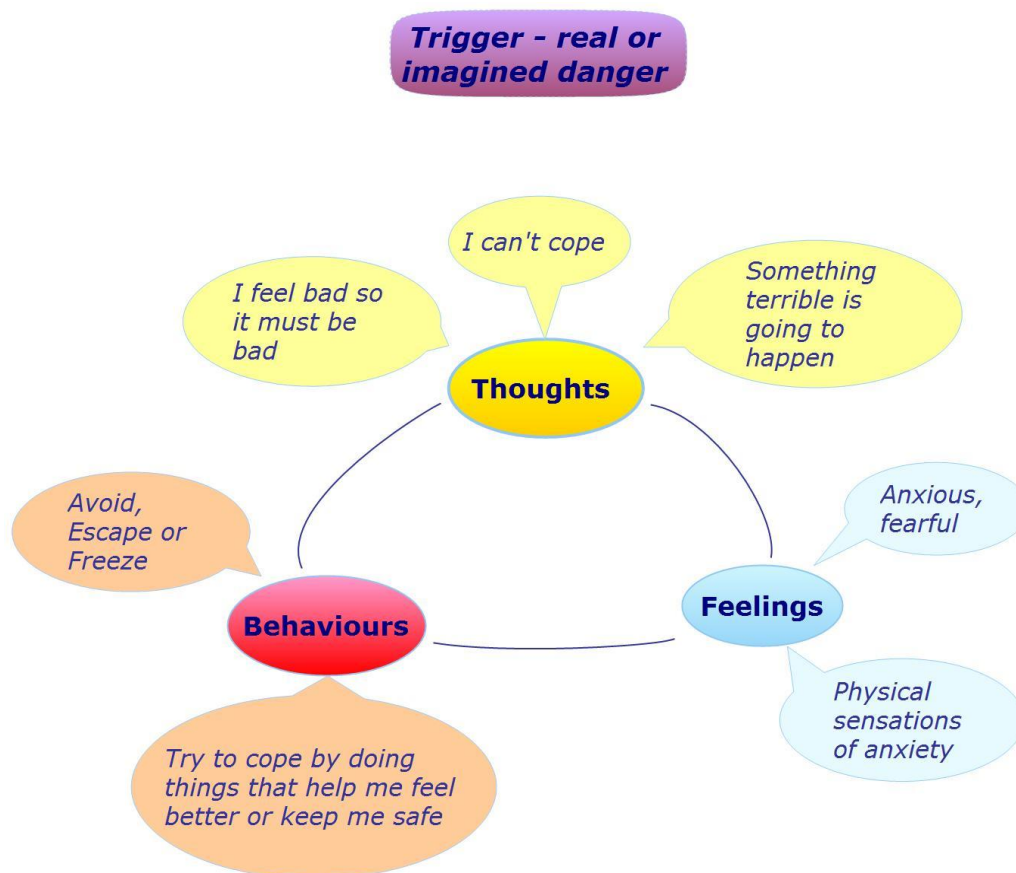 Trigger - real or
imagined danger
I can't cope
I feel bad so
it must be
bad
Something
terrible is
going to
happen
Thoughts
Avoid,
Escape or
Freeze
Anxious,
fearful
Behaviours
Feelings
Physical
sensations
of anxiety
Try to cope by doing
things that help me feel
better or keep me safe